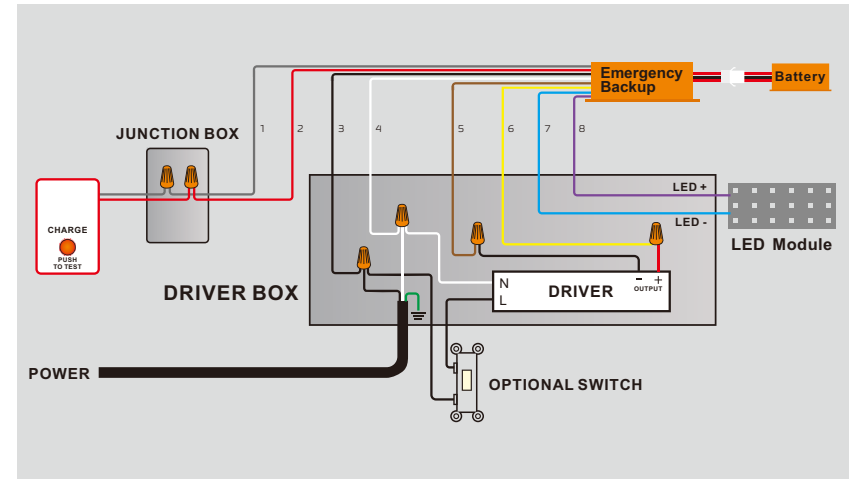 Emergency
Backup
Battery
1
2
3
4
5
6
7
8
JUNCTION BOX
LED +
LED -
LED Module
CHARGE
PUSH
TO TEST
DRIVER BOX
N
L
DRIVER
- +
OUTPUT
POWER
OPTIONAL SWITCH